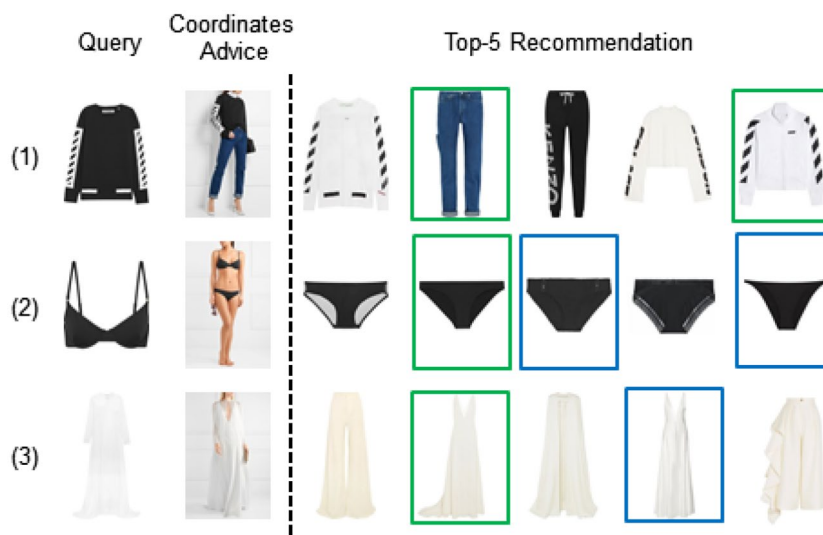 Query
Coordinates
Advice
Top-5 Recommendation
(1)
KENZO
(2)
(3)